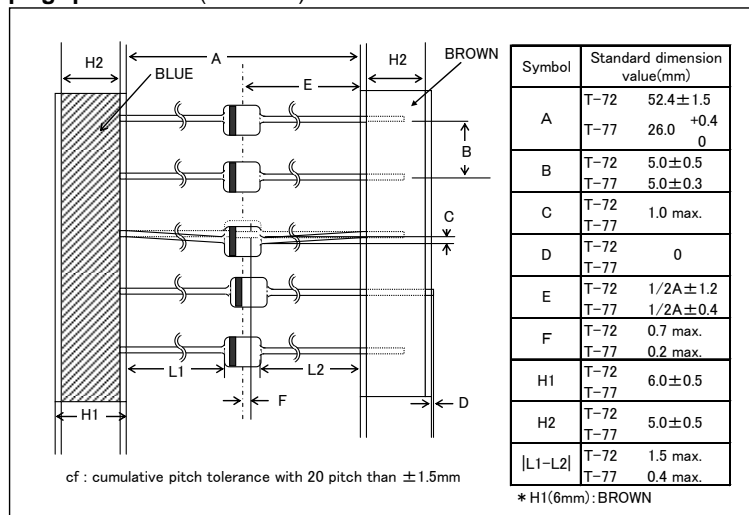 H2
A
H2
BROWN
BLUE
E
B
C
L1
L2
F
H1
D
cf : cumulative pitch tolerance with 20 pitch than ±1.5mm
Symbol Standard dimension value(mm)
A T-72 52.4±1.5
T-77 26.0 +0.4 0
B T-72 5.0±0.5
T-77 5.0±0.3
C T-72 T-77 1.0 max.
D T-72 T-77 0
E T-72 1/2A±1.2
T-77 1/2A±0.4
F T-72 0.7 max.
T-77 0.2 max.
H1 T-72 T-77 6.0±0.5
H2 T-72 T-77 5.0±0.5
|L1-L2| T-72 1.5 max.
T-77 0.4 max.
*H1(6mm):BROWN